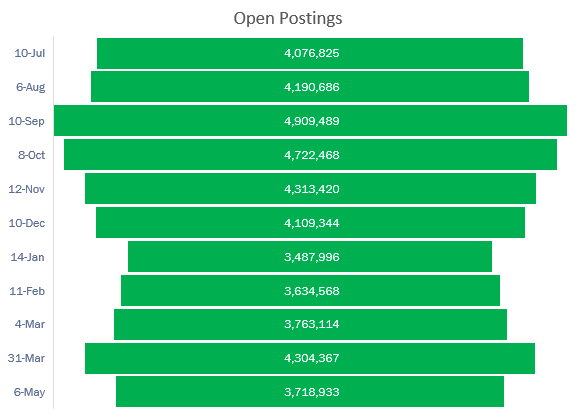 Open Postings
10-Jul 4,076,825
6-Aug 4,190,686
10-Sep 4,909,489
8-Oct 4,722,468
12-Nov 4,313,420
10-Dec 4,109,344
14-Jan 3,487,996
11-Feb 3,634,568
4-Mar 3,763,114
31-Mar 4,304,367
6-May 3,718,933